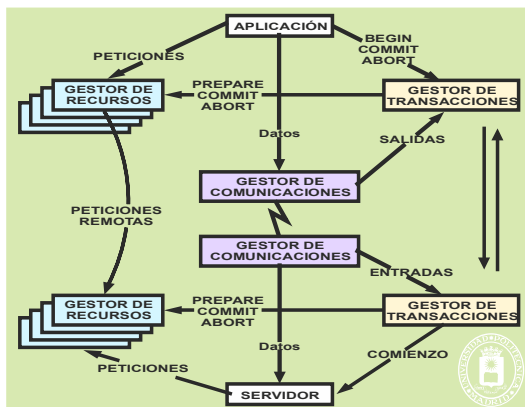 APLICACIÓN
PETICIONES
BEGIN
COMMIT
ABORT
GESTOR DE
RECURSOS
PREPARE
COMMIT
ABORT
GESTOR DE
TRANSACCIONES
Datos
SALIDAS
GESTOR DE
COMUNICACIONES
PETICIONES
REMOTAS
GESTOR DE
COMUNICACIONES
ENTRADAS
GESTOR DE
RECURSOS
PREPARE
COMMIT
ABORT
GESTOR DE
TRANSACCIONES
Datos
COMIENZO
PETICIONES
SERVIDOR